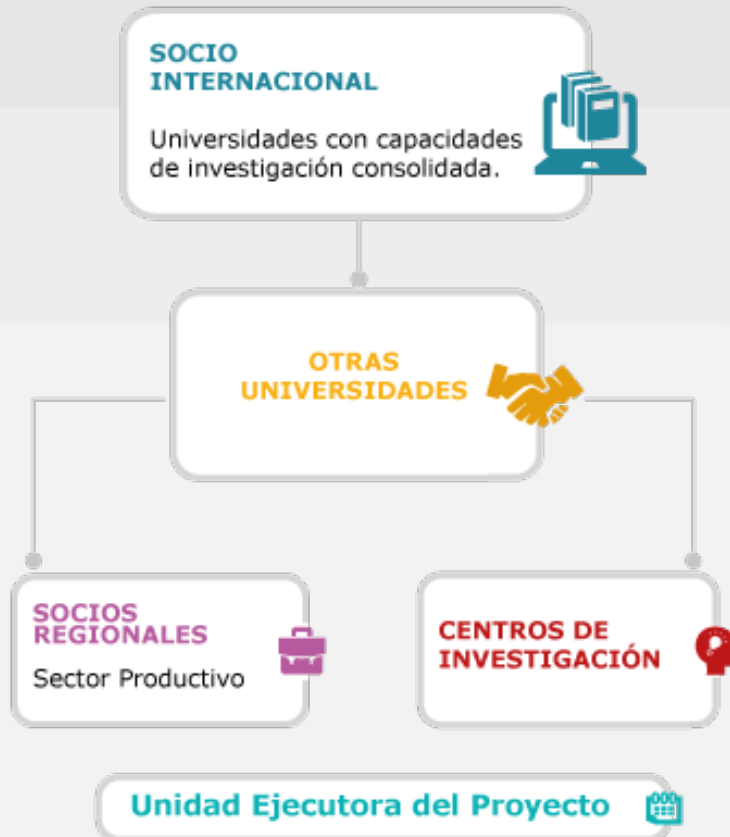 SOCIO
INTERNACIONAL
Universidades con capacidades
de investigación consolidada.
OTRAS
UNIVERSIDADES
SOCIOS
REGIONALES
Sector Productivo
CENTROS DE
INVESTIGACIÓN
Unidad Ejecutora del Proyecto